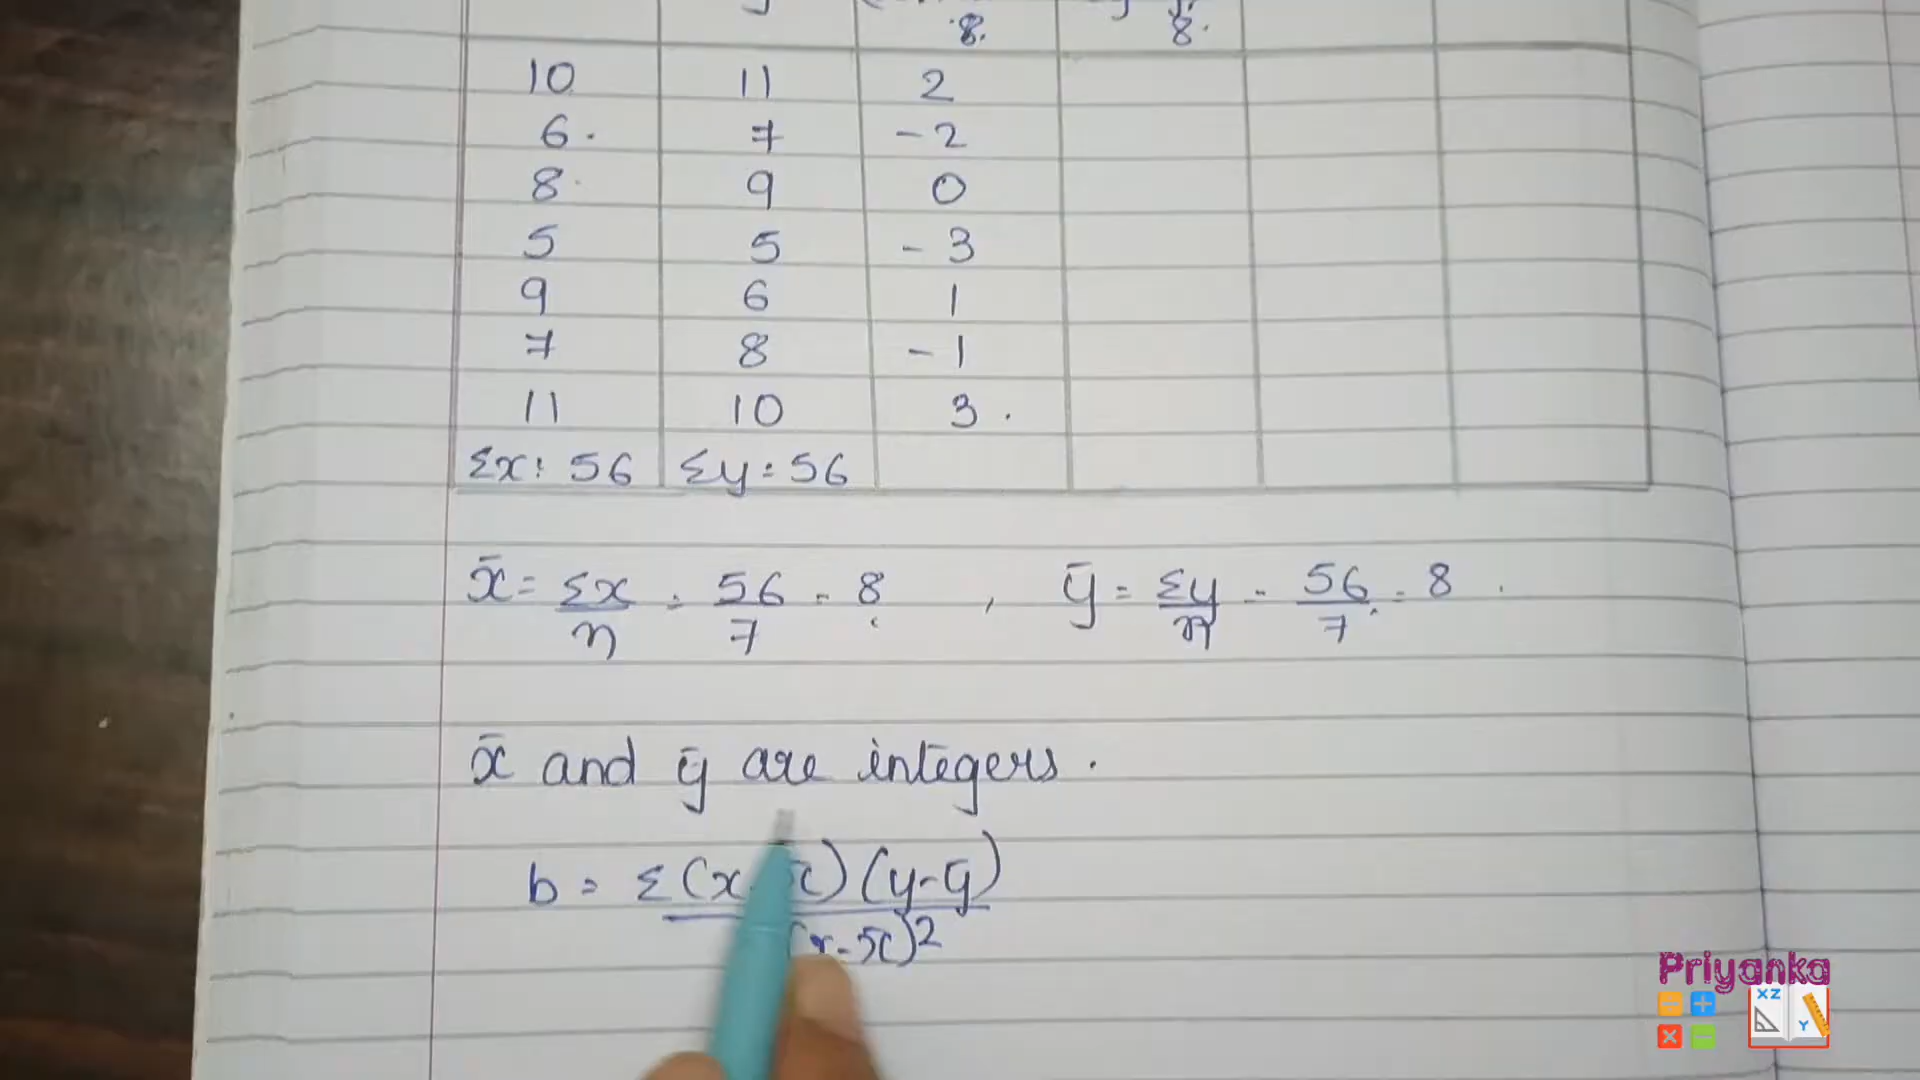 8. 8.
10 11 2
6. 7 -2
8. 9 0
5 5 -3
9 6 1
7 8 -1
11 10 3.
Σx: 56 Σy = 56
x̄ = Σx/n = 56/7 = 8 , ȳ = Σy/n = 56/7 = 8.
x̄ and ȳ are integers.
b = Σ(x-x̄)(y-ȳ)
(x-x̄)²
Priyanka
XZ
Y